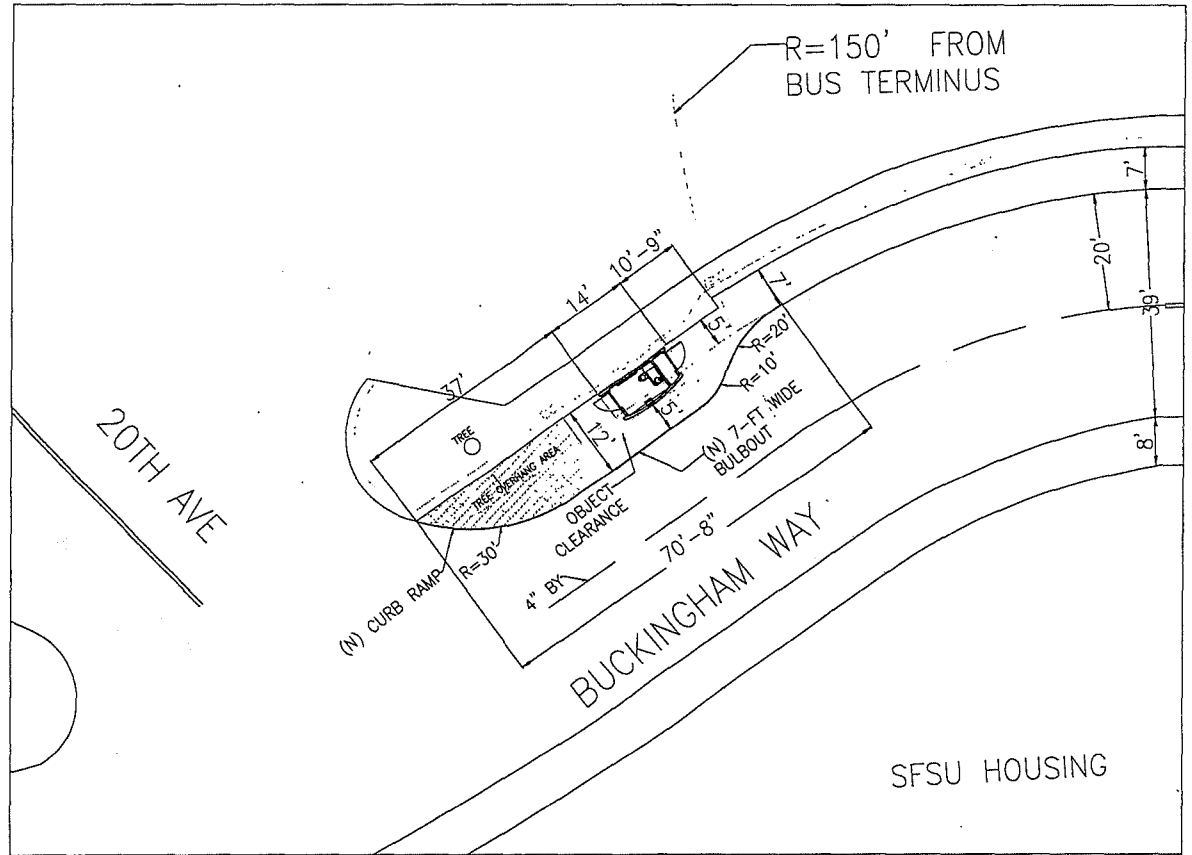 R=150' FROM
BUS TERMINUS
7'
20'
39'
8'
10'-9"
14'
37'
7'
5'
R=20'
R=10'
5'
12'
TREE
TREE OVERHANG AREA
(N) 7-FT WIDE
BULBOUT
OBJECT
CLEARANCE
R=30'
(N) CURB RAMP
4" BY
70'-8"
20TH AVE
BUCKINGHAM WAY
SFSU HOUSING